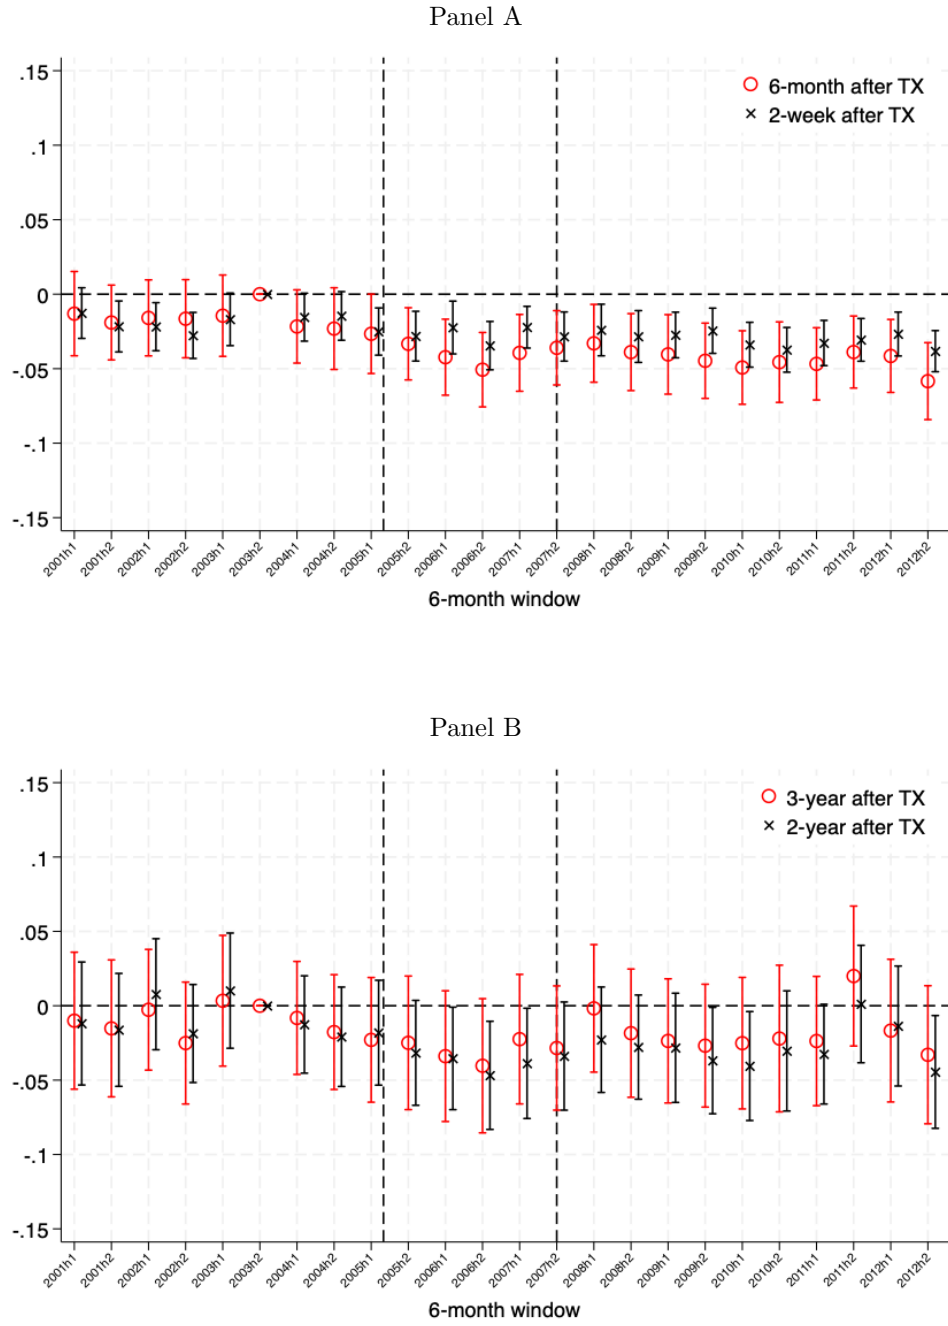 Panel A
.15
.1
.05
0
-.05
-.1
-.15
6-month after TX
2-week after TX
2001h1
2001h2
2002h1
2002h2
2003h1
2003h2
2004h1
2004h2
2005h1
2005h2
2006h1
2006h2
2007h1
2007h2
2008h1
2008h2
2009h1
2009h2
2010h1
2010h2
2011h1
2011h2
2012h1
2012h2
6-month window
Panel B
.15
.1
.05
0
-.05
-.1
-.15
3-year after TX
2-year after TX
2001h1
2001h2
2002h1
2002h2
2003h1
2003h2
2004h1
2004h2
2005h1
2005h2
2006h1
2006h2
2007h1
2007h2
2008h1
2008h2
2009h1
2009h2
2010h1
2010h2
2011h1
2011h2
2012h1
2012h2
6-month window